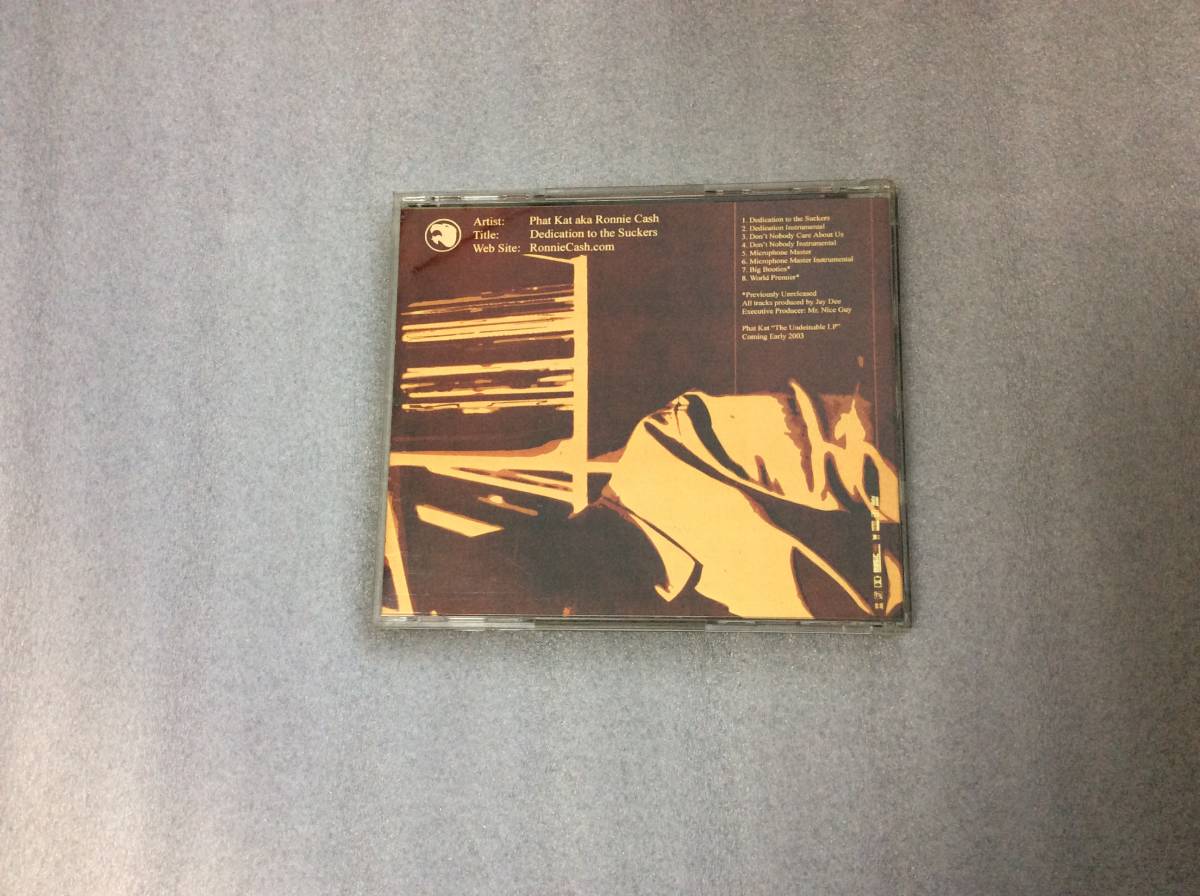 Artist: Phat Kat aka Ronnie Cash
Title: Dedication to the Suckers
Web Site: RonnieCash.com
1. Dedication to the Suckers
2. Dedication Instrumental
3. Don't Nobody Care About Us
4. Don't Nobody Instrumental
5. Microphone Master
6. Microphone Master Instrumental
7. Big Booties*
8. World Premier*
*Previously Unreleased
All tracks produced by Jay Dee
Executive Producer: Mr. Nice Guy
Phat Kat "The Undeinable LP"
Coming Early 2003